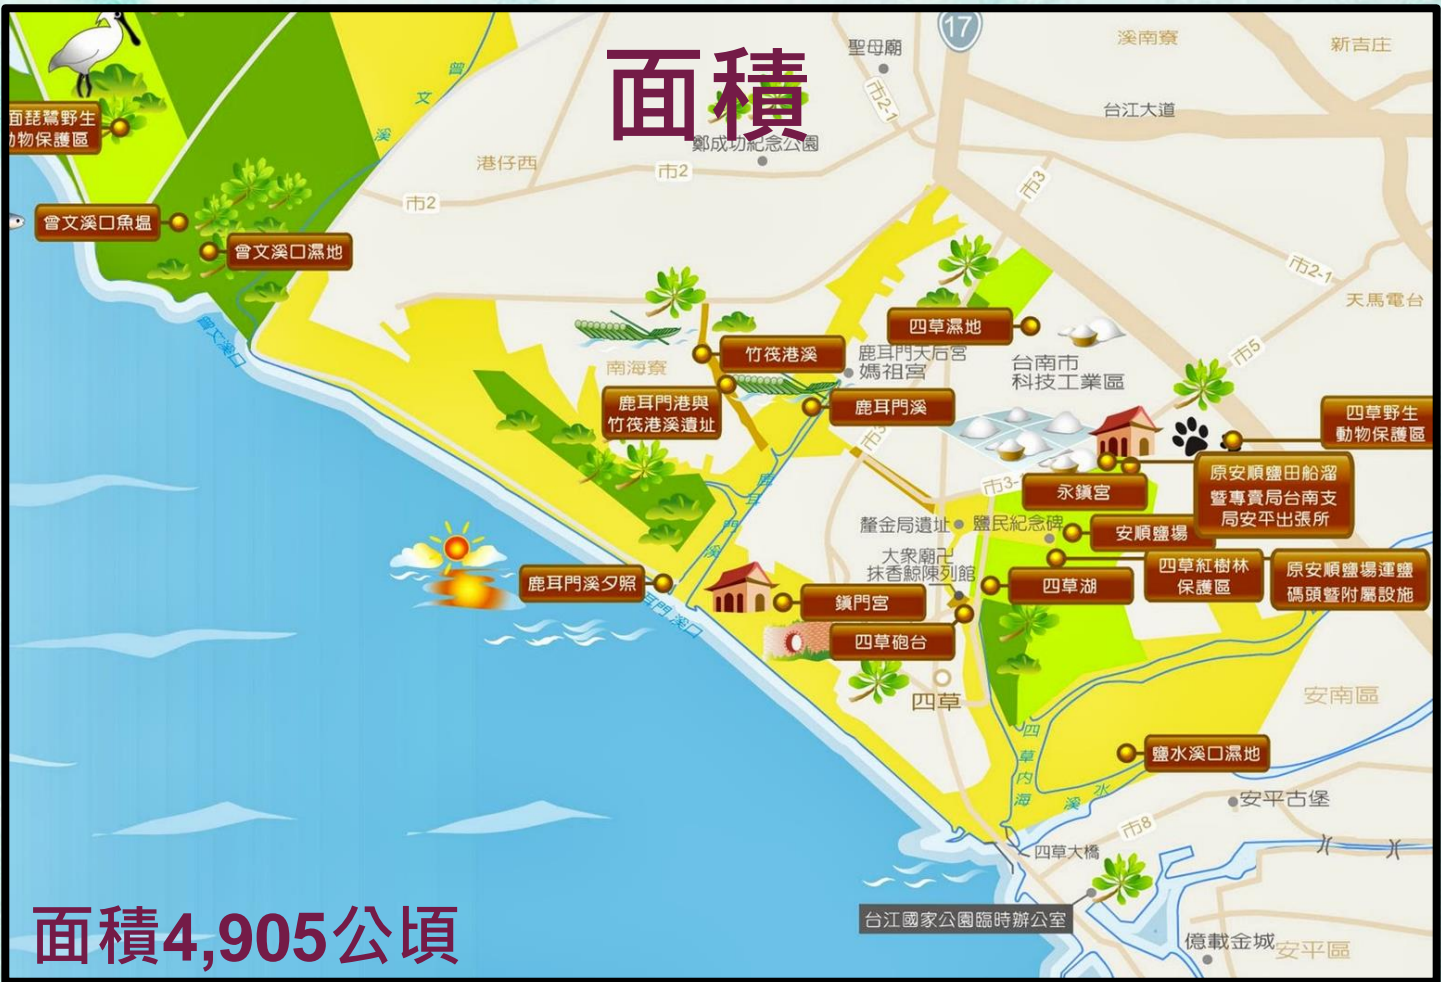 面積
17
聖母廟
溪南寮
新吉庄
市2-1
台江大道
曾文溪
面琵鷺野生
動物保護區
鄭成功紀念公園
港仔西
市2
市2
市3
曾文溪口魚塭
曾文溪口濕地
市2-1
天馬電台
曾文溪口
四草濕地
竹筏港溪
鹿耳門天后宮
媽祖宮
台南市
科技工業區
市5
南海寮
鹿耳門港與
竹筏港溪遺址
鹿耳門溪
四草野生
動物保護區
市3
市3-
永鎮宮
原安順鹽田船溜
暨專賣局台南支
局安平出張所
鹿耳門溪
釐金局遺址
鹽民紀念碑
安順鹽場
大眾廟卍
抹香鯨陳列館
四草湖
四草紅樹林
保護區
原安順鹽場運鹽
碼頭暨附屬設施
鹿耳門溪夕照
耳門溪口
鎮門宮
四草砲台
四草
安南區
四草內海
鹽水溪口濕地
水溪
安平古堡
市8
四草大橋
台江國家公園臨時辦公室
億載金城
安平區
面積4,905公頃